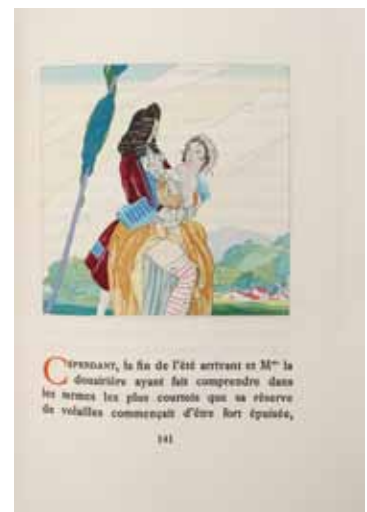 CEPENDANT, la fin de l'été arrivant et Mme la
douairière ayant fait comprendre dans
les termes les plus courtois que sa réserve
de volailles commençait d'être fort épuisée,
141